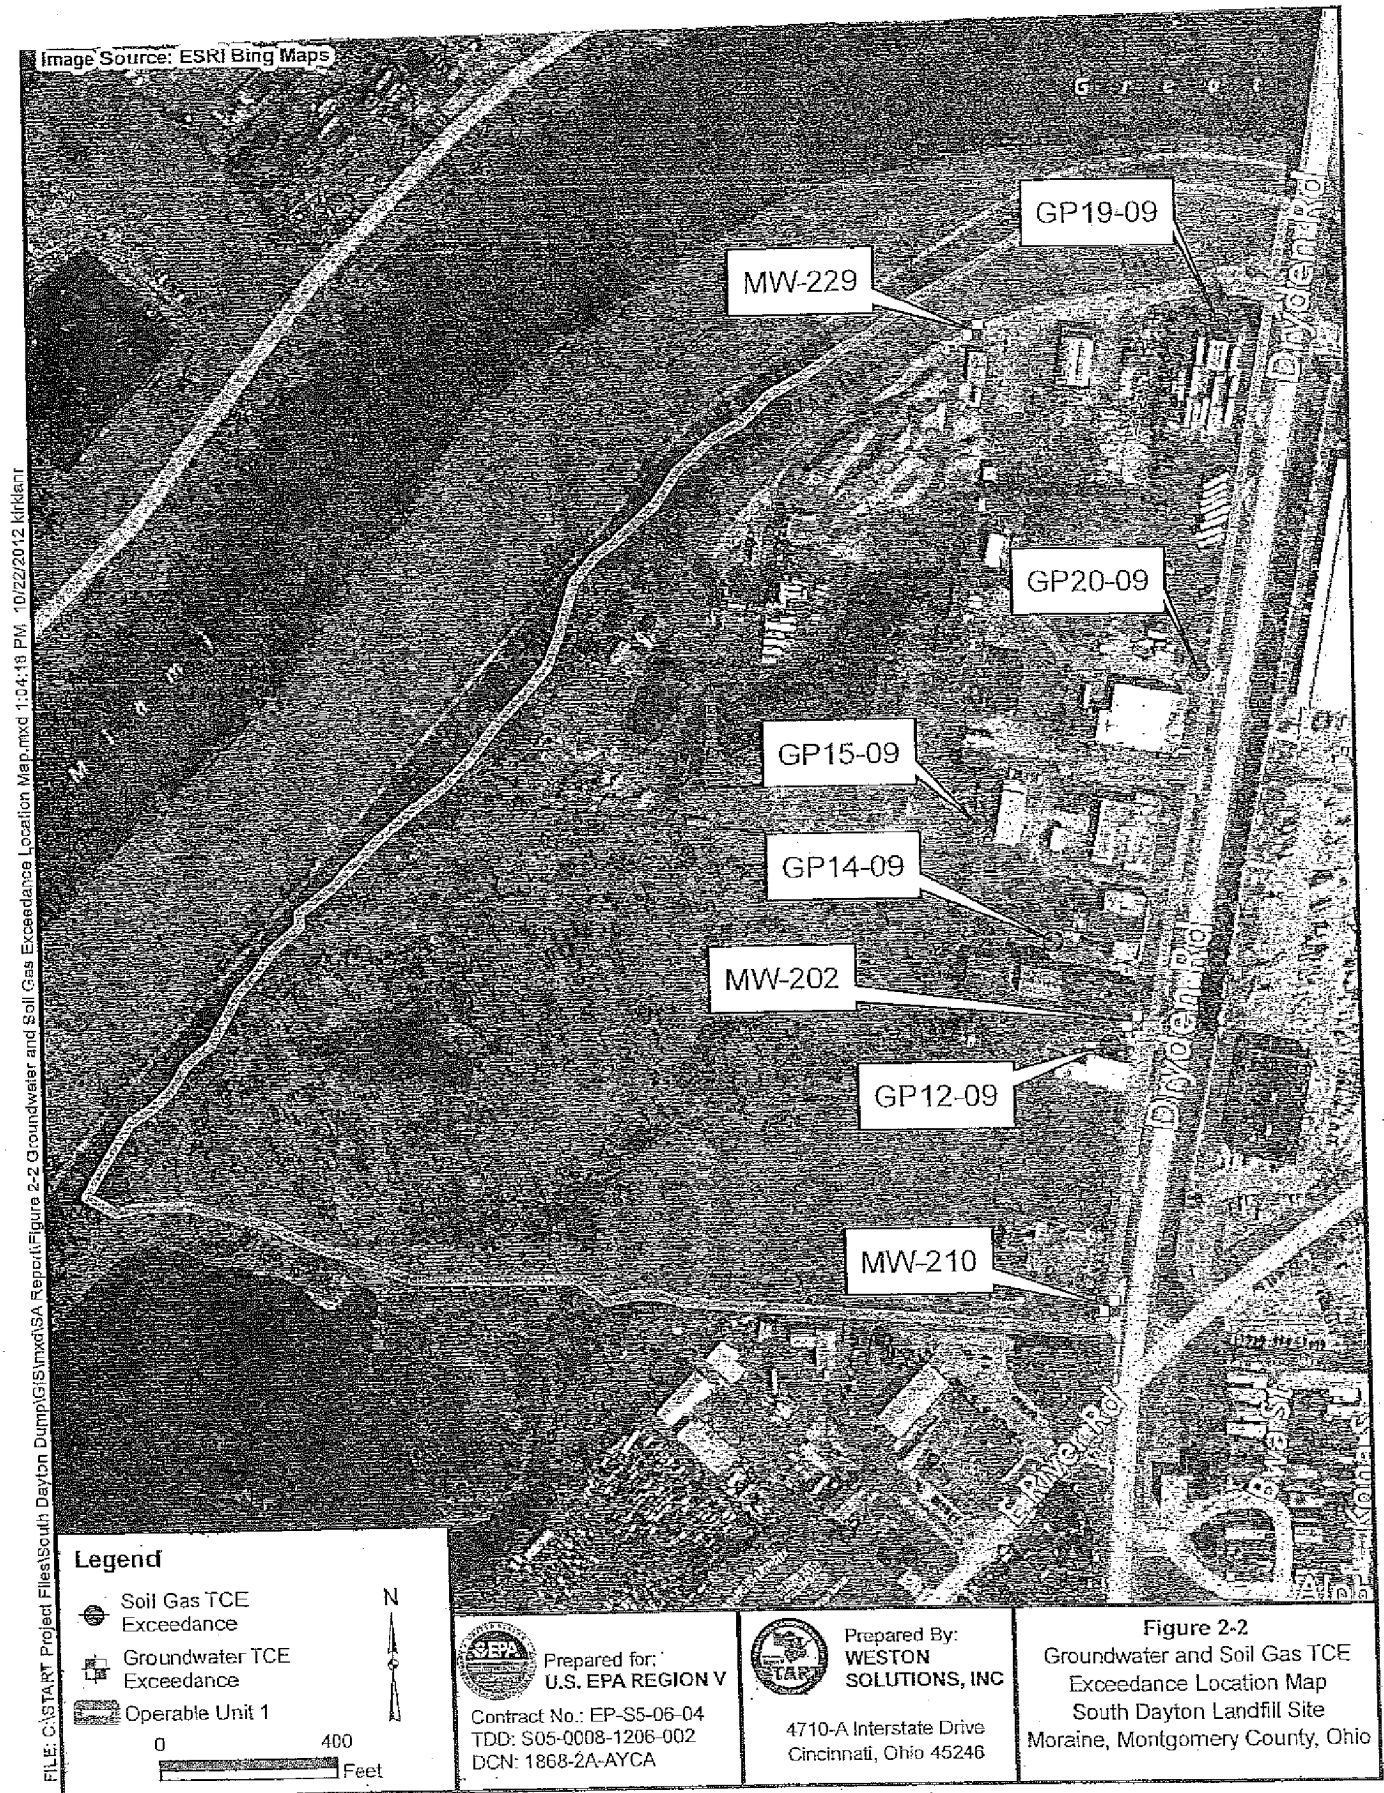 Image Source: ESRI Bing Maps
Great
GP19-09
MW-229
Dryden Rd
GP20-09
GP15-09
GP14-09
MW-202
Dryden Rd
GP12-09
MW-210
Miami
E River Rd
FILE: C:\START Project Files\South Dayton Dump\GIS\mxd\SA Report\Figure 2-2 Groundwater and Soil Gas Exceedance Location Map.mxd 1:04:19 PM 10/22/2012 kirklanr
Legend
Soil Gas TCE
Exceedance
Groundwater TCE
Exceedance
Operable Unit 1
N
0 400
Feet
EPA
Prepared for:
U.S. EPA REGION V
Contract No.: EP-S5-06-04
TDD: S05-0008-1206-002
DCN: 1868-2A-AYCA
START
Prepared By:
WESTON
SOLUTIONS, INC
4710-A Interstate Drive
Cincinnati, Ohio 45246
Figure 2-2
Groundwater and Soil Gas TCE
Exceedance Location Map
South Dayton Landfill Site
Moraine, Montgomery County, Ohio